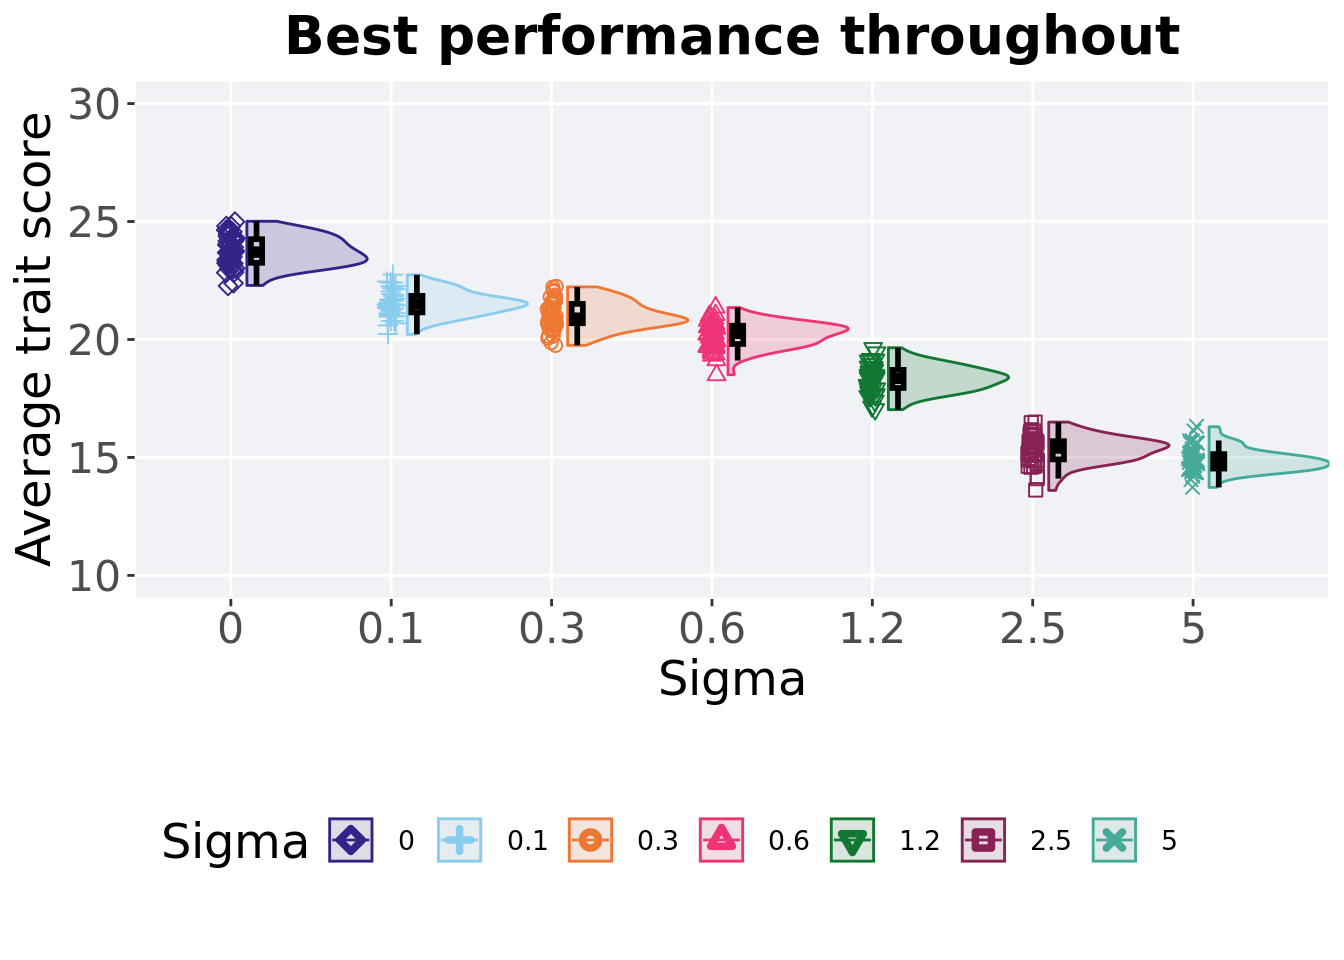 Best performance throughout
Average trait score
30
25
20
15
10
0 0.1 0.3 0.6 1.2 2.5 5
Sigma
Sigma 0 0.1 0.3 0.6 1.2 2.5 5